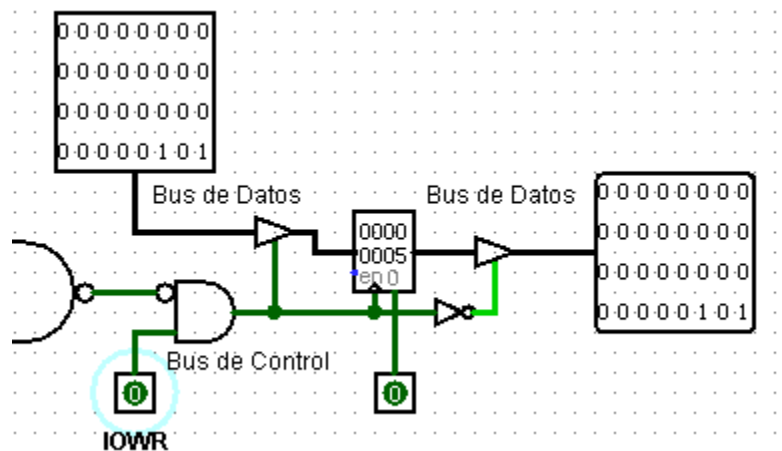 0 0 0 0 0 0 0 0
0 0 0 0 0 0 0 0
0 0 0 0 0 0 0 0
0 0 0 0 0 1 0 1
Bus de Datos
Bus de Datos
0000
0005
en 0
0 0 0 0 0 0 0 0
0 0 0 0 0 0 0 0
0 0 0 0 0 0 0 0
0 0 0 0 0 1 0 1
Bus de Control
0
0
IOWR